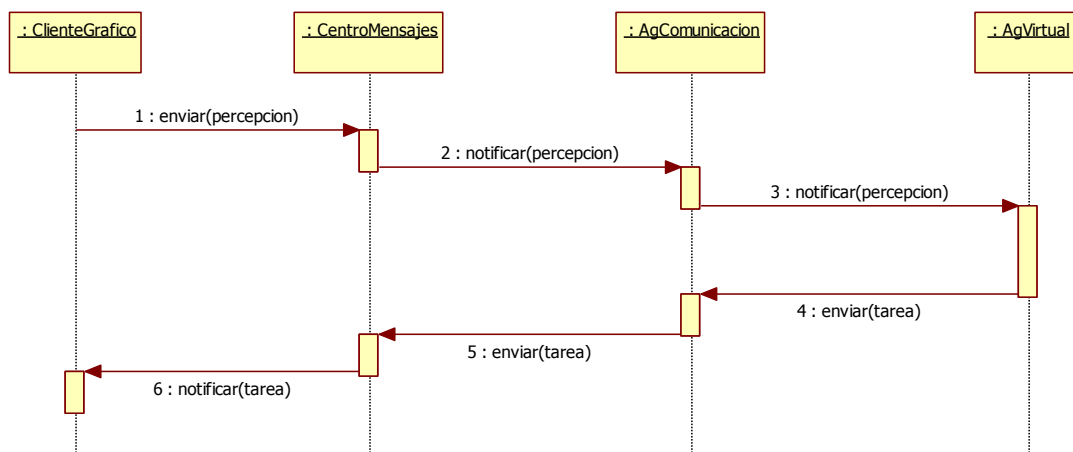 : ClienteGrafico
: CentroMensajes
: AgComunicacion
: AgVirtual
1 : enviar(percepcion)
2 : notificar(percepcion)
3 : notificar(percepcion)
4 : enviar(tarea)
5 : enviar(tarea)
6 : notificar(tarea)